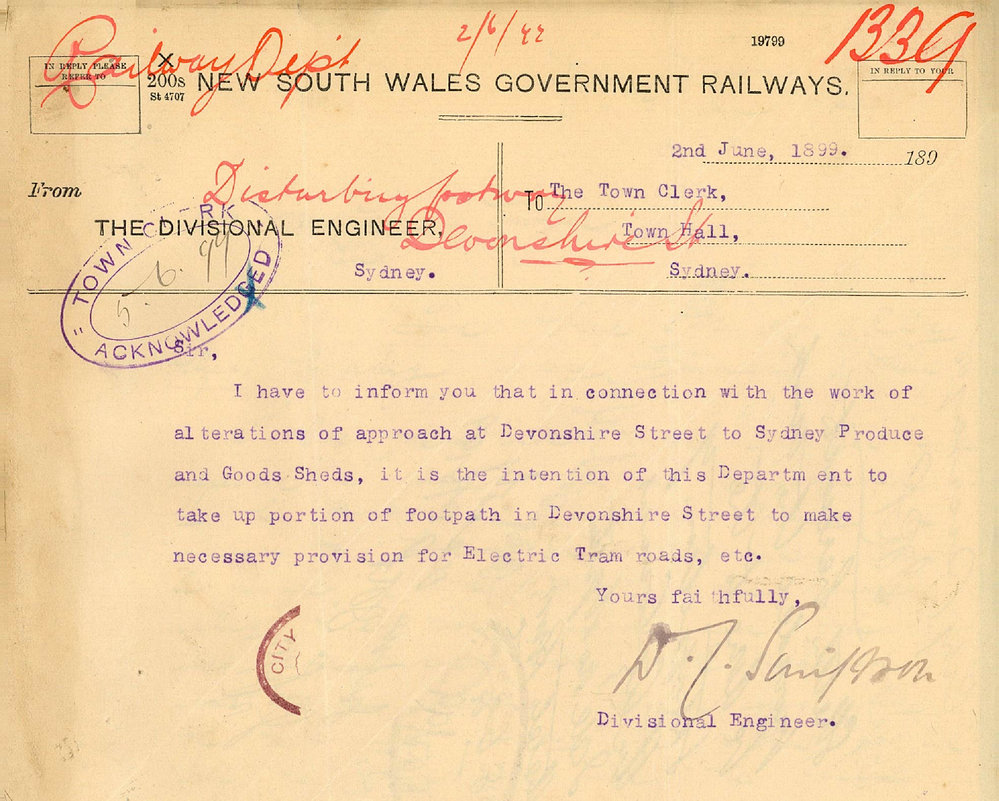 Railway Dep't
2/6/99
19799
1339
IN REPLY PLEASE
REFER TO
X
200s
St 4707
NEW SOUTH WALES GOVERNMENT RAILWAYS.
IN REPLY TO YOUR
2nd June, 1899. 189
From
Disturbing footway
Devonshire St
To The Town Clerk,
THE DIVISIONAL ENGINEER,
Town Hall,
Sydney.
Sydney.
TOWN CLERK
5. 6. 99
ACKNOWLEDGED
Sir,
I have to inform you that in connection with the work of
alterations of approach at Devonshire Street to Sydney Produce
and Goods Sheds, it is the intention of this Department to
take up portion of footpath in Devonshire Street to make
necessary provision for Electric Tram roads, etc.
Yours faithfully,
CITY
Divisional Engineer.